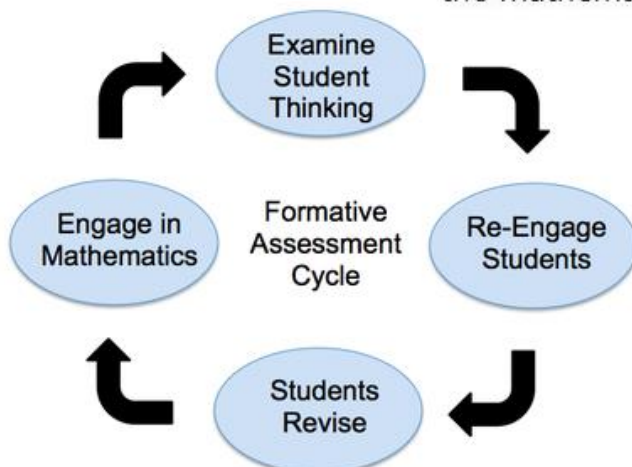 Examine
Student
Thinking
Engage in
Mathematics
Formative
Assessment
Cycle
Re-Engage
Students
Students
Revise